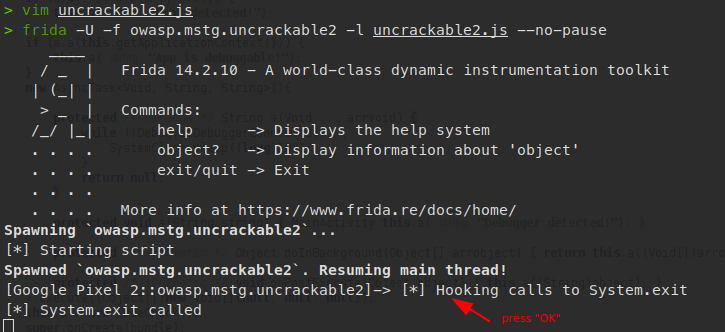 > vim uncrackable2.js
> frida -U -f owasp.mstg.uncrackable2 -l uncrackable2.js --no-pause
     ____
    / _  |   Frida 14.2.10 - A world-class dynamic instrumentation toolkit
   | (_| |
    > _  |   Commands:
   /_/ |_|       help      -> Displays the help system
   . . . .       object?   -> Display information about 'object'
   . . . .       exit/quit -> Exit
   . . . .
   . . . .   More info at https://www.frida.re/docs/home/
Spawning `owasp.mstg.uncrackable2`...
[*] Starting script
Spawned `owasp.mstg.uncrackable2`. Resuming main thread!
[Google Pixel 2::owasp.mstg.uncrackable2]-> [*] Hooking calls to System.exit
[*] System.exit called
press "OK"